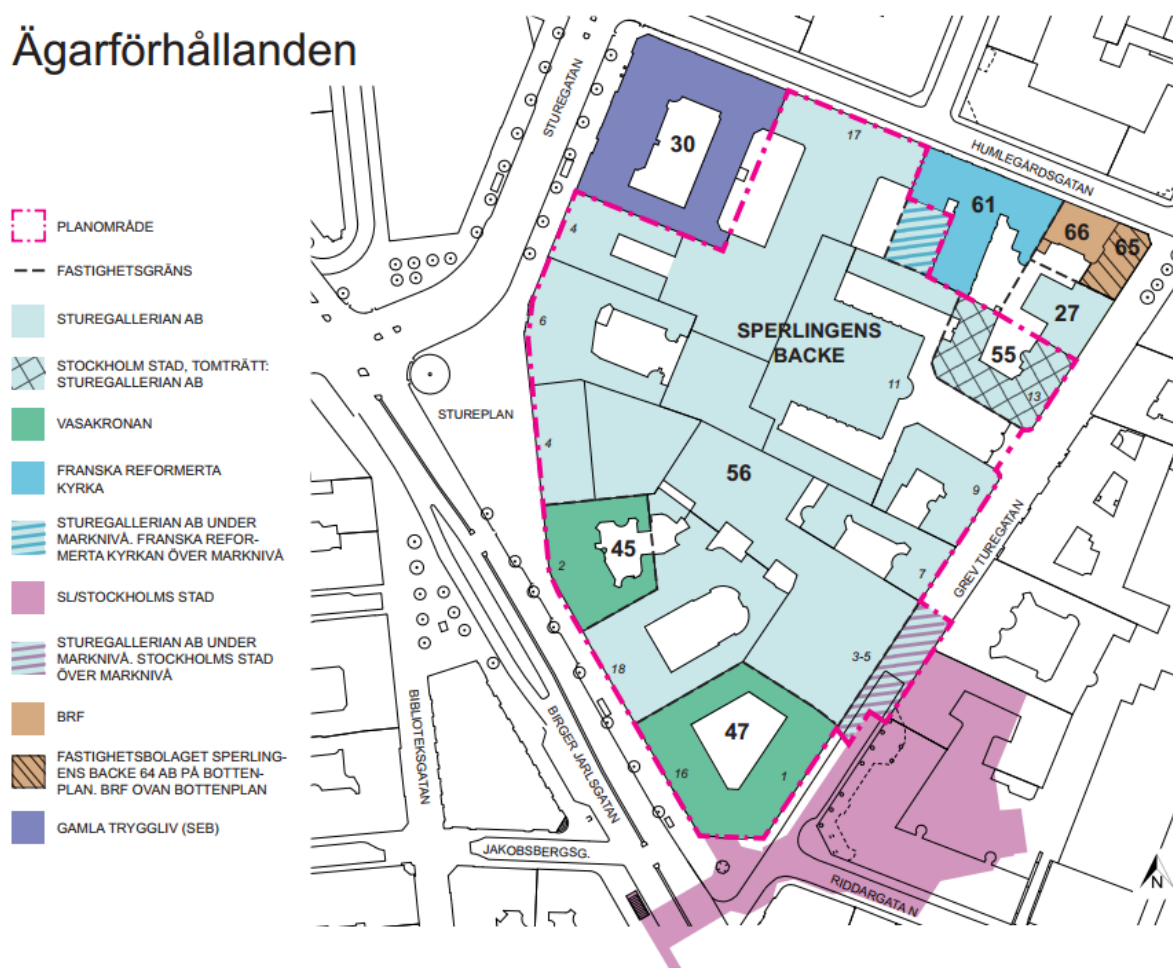 Ägarförhållanden
PLANOMRÅDE
FASTIGHETSGRÄNS
STUREGALLERIAN AB
STOCKHOLM STAD, TOMTRÄTT:
STUREGALLERIAN AB
VASAKRONAN
FRANSKA REFORMERTA
KYRKA
STUREGALLERIAN AB UNDER
MARKNIVÅ. FRANSKA REFOR-
MERTA KYRKAN ÖVER MARKNIVÅ
SL/STOCKHOLMS STAD
STUREGALLERIAN AB UNDER
MARKNIVÅ. STOCKHOLMS STAD
ÖVER MARKNIVÅ
BRF
FASTIGHETSBOLAGET SPERLING-
ENS BACKE 64 AB PÅ BOTTEN-
PLAN. BRF OVAN BOTTENPLAN
GAMLA TRYGGLIV (SEB)
STUREGATAN
30
17
HUMLEGÅRDSGATAN
61
66
65
4
27
6
SPERLINGENS
BACKE
55
11
13
STUREPLAN
4
56
9
45
2
7
GREV TUREGATAN
18
3-5
47
16
1
BIBLIOTEKSGATAN
BIRGER JARLSGATAN
JAKOBSBERGSG.
RIDDARGATA N
N